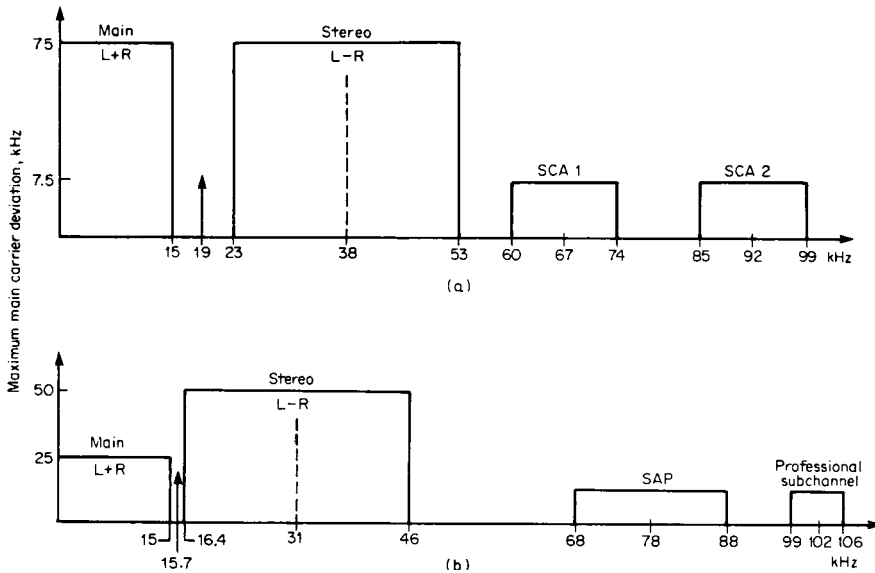 Maximum main carrier deviation, kHz
Main
L+R
Stereo
L−R
75
7.5
SCA 1
SCA 2
15 19 23 38 53 60 67 74 85 92 99 kHz
(a)
Stereo
L−R
50
Main
L+R
25
SAP
Professional
subchannel
15 16.4 31 46 68 78 88 99 102 106
15.7
kHz
(b)